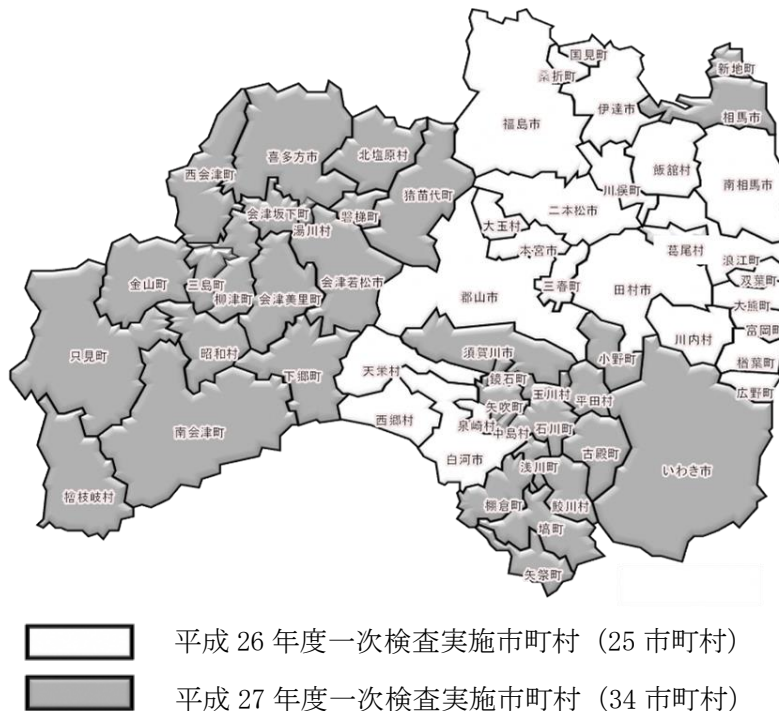 国見町
桑折町
新地町
伊達市
相馬市
福島市
喜多方市
北塩原村
飯舘村
西会津町
猪苗代町
川俣町
南相馬市
会津坂下町
磐梯町
二本松市
湯川村
大玉村
葛尾村
本宮市
浪江町
金山町
三島町
会津若松市
双葉町
柳津町
会津美里町
郡山市
三春町
田村市
大熊町
富岡町
只見町
昭和村
須賀川市
小野町
川内村
下郷町
天栄村
鏡石町
楢葉町
玉川村
平田村
広野町
矢吹町
西郷村
泉崎村
中島村
石川町
南会津町
古殿町
白河市
浅川町
いわき市
檜枝岐村
棚倉町
鮫川村
塙町
矢祭町
平成 26 年度一次検査実施市町村（25 市町村）
平成 27 年度一次検査実施市町村（34 市町村）